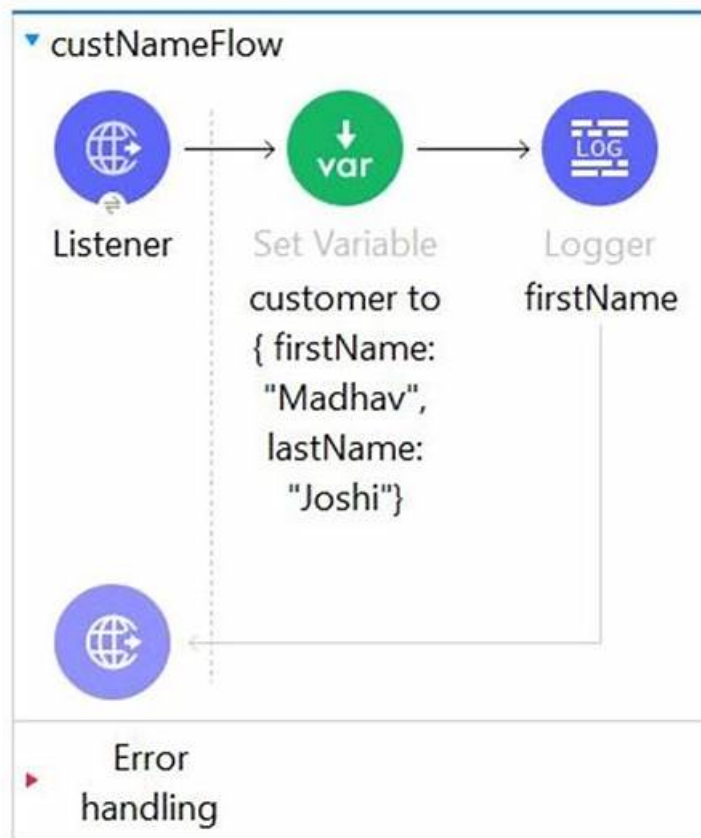 custNameFlow
var
LOG
Listener
Set Variable
Logger
customer to
{ firstName:
"Madhav",
lastName:
"Joshi"}
firstName
Error
handling